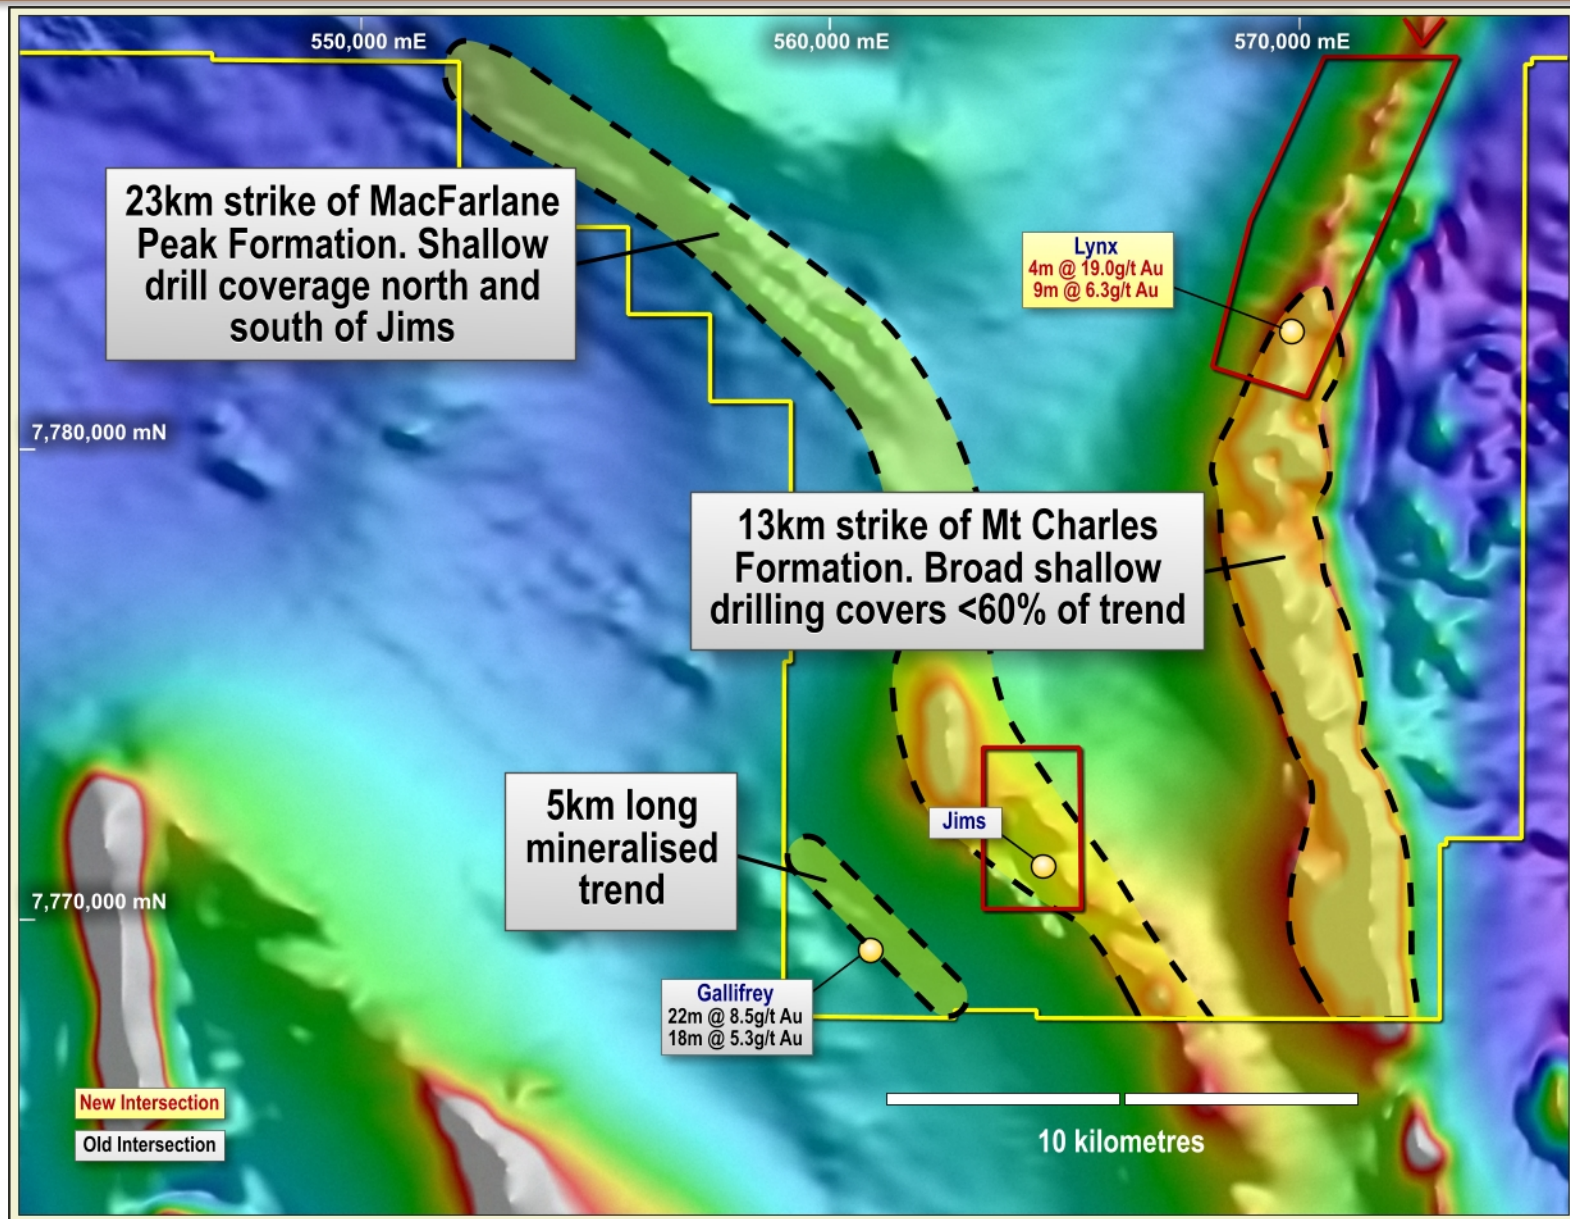 550,000 mE
560,000 mE
570,000 mE
23km strike of MacFarlane
Peak Formation. Shallow
drill coverage north and
south of Jims
Lynx
4m @ 19.0g/t Au
9m @ 6.3g/t Au
7,780,000 mN
13km strike of Mt Charles
Formation. Broad shallow
drilling covers <60% of trend
5km long
mineralised
trend
Jims
7,770,000 mN
Gallifrey
22m @ 8.5g/t Au
18m @ 5.3g/t Au
New Intersection
Old Intersection
10 kilometres